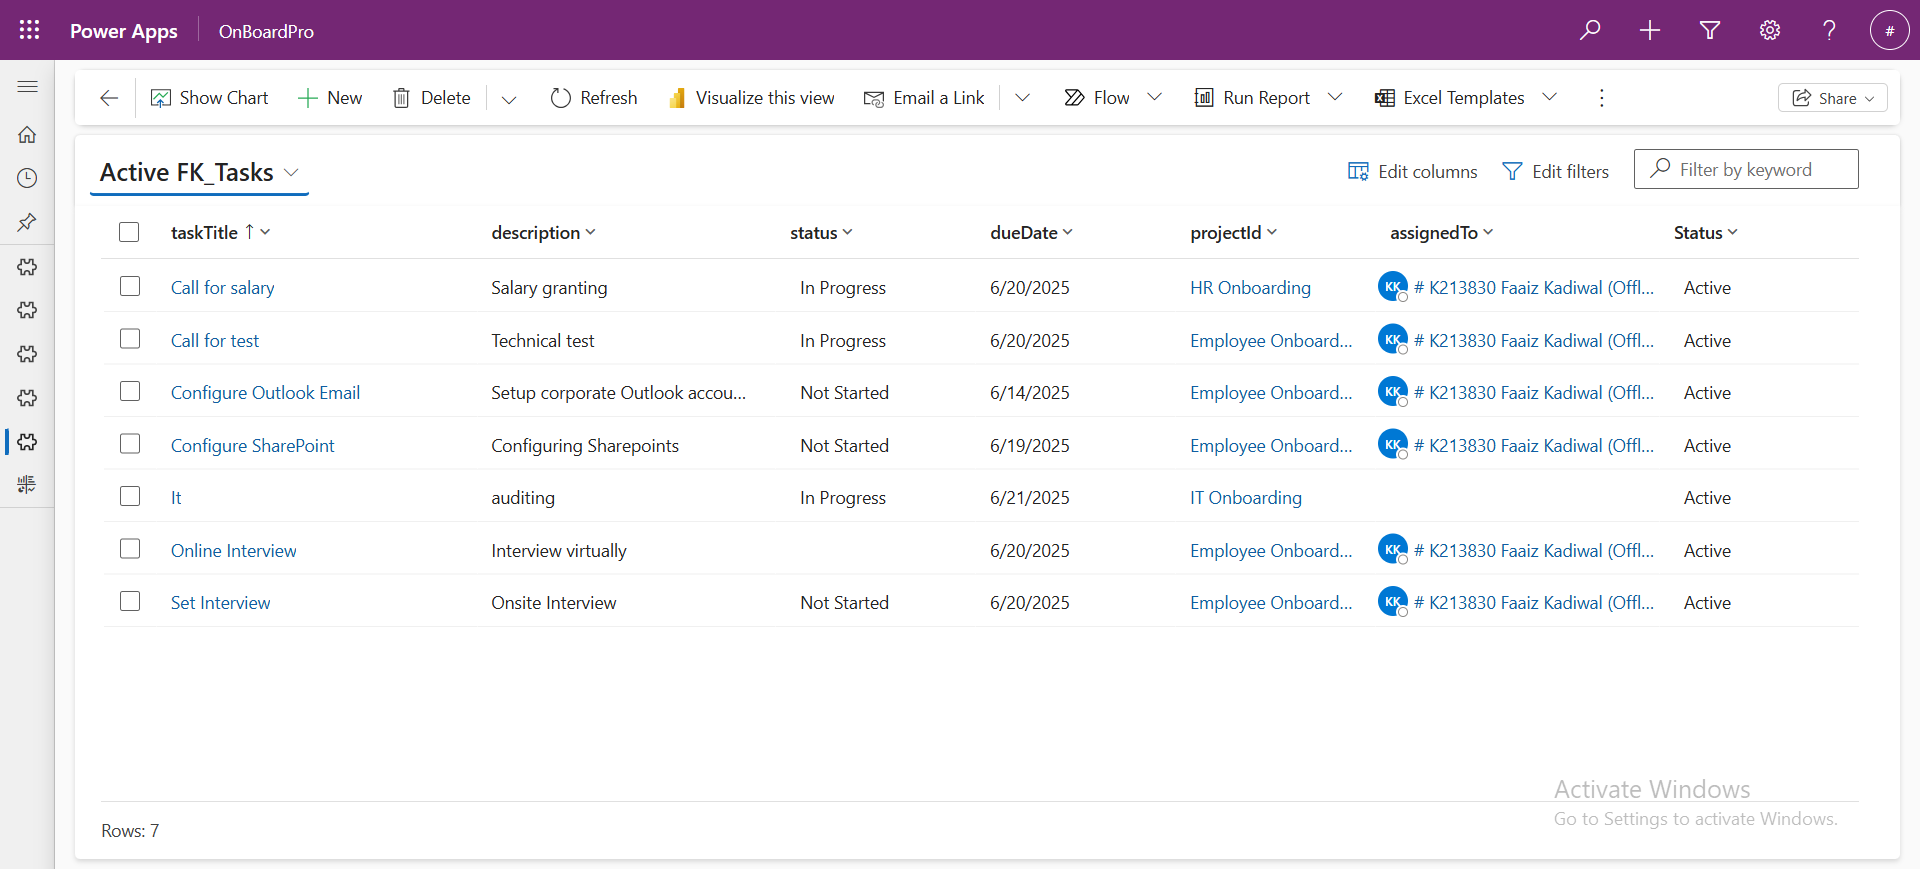 Power Apps OnBoardPro #
Show Chart New Delete Refresh Visualize this view Email a Link Flow Run Report Excel Templates Share
Active FK_Tasks Edit columns Edit filters Filter by keyword
taskTitle ↑ description status dueDate projectId assignedTo Status
Call for salary Salary granting In Progress 6/20/2025 HR Onboarding KK # K213830 Faaiz Kadiwal (Offl... Active
Call for test Technical test In Progress 6/20/2025 Employee Onboard... KK # K213830 Faaiz Kadiwal (Offl... Active
Configure Outlook Email Setup corporate Outlook accou... Not Started 6/14/2025 Employee Onboard... KK # K213830 Faaiz Kadiwal (Offl... Active
Configure SharePoint Configuring Sharepoints Not Started 6/19/2025 Employee Onboard... KK # K213830 Faaiz Kadiwal (Offl... Active
It auditing In Progress 6/21/2025 IT Onboarding Active
Online Interview Interview virtually 6/20/2025 Employee Onboard... KK # K213830 Faaiz Kadiwal (Offl... Active
Set Interview Onsite Interview Not Started 6/20/2025 Employee Onboard... KK # K213830 Faaiz Kadiwal (Offl... Active
Activate Windows
Go to Settings to activate Windows.
Rows: 7